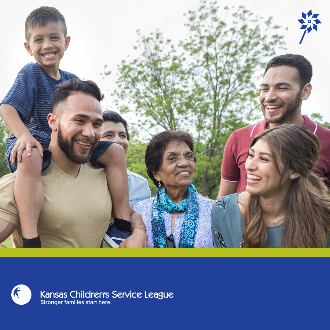 Kansas Children's Service League
Stronger families start here.